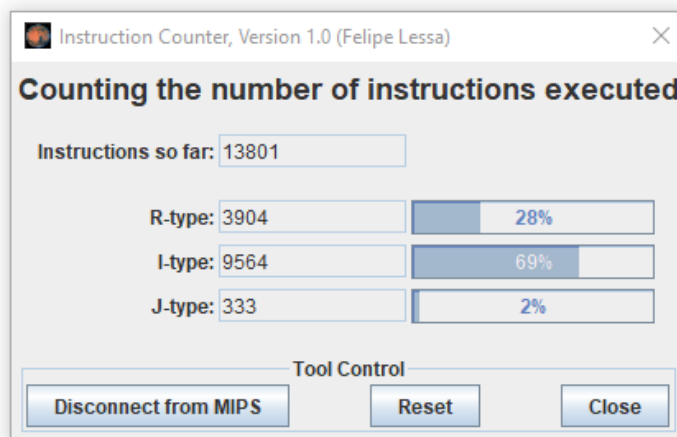 Instruction Counter, Version 1.0 (Felipe Lessa)
Counting the number of instructions executed
Instructions so far: 13801
R-type: 3904 28%
I-type: 9564 69%
J-type: 333 2%
Tool Control
Disconnect from MIPS Reset Close